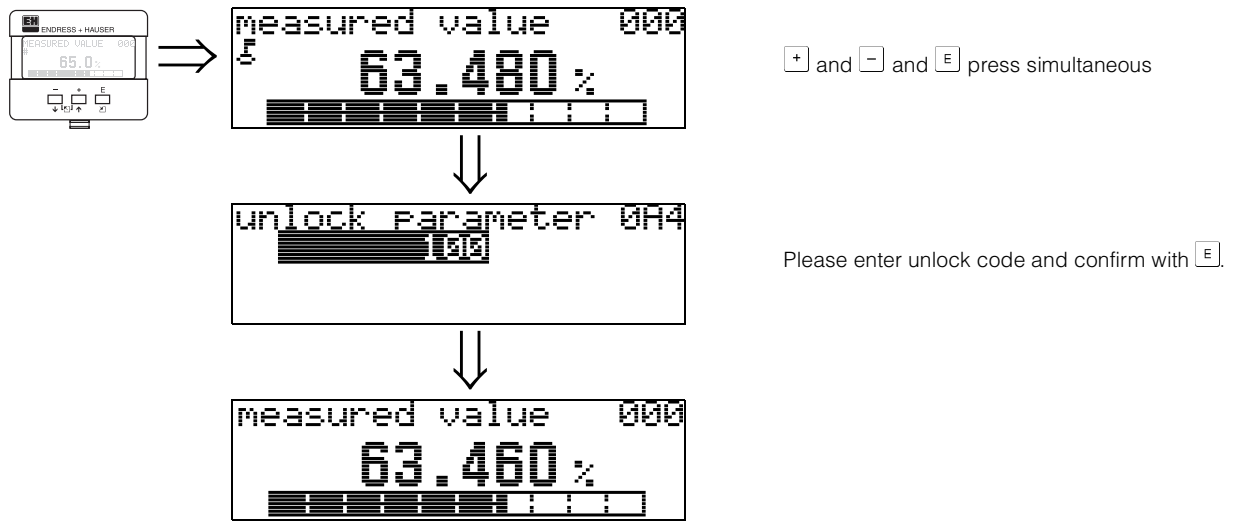 EH
ENDRESS + HAUSER
MEASURED VALUE 000
#
65.0 %
- + E
measured value 000
63.480 %
+ and - and E press simultaneous
unlock parameter 0A4
100
Please enter unlock code and confirm with E.
measured value 000
63.460 %